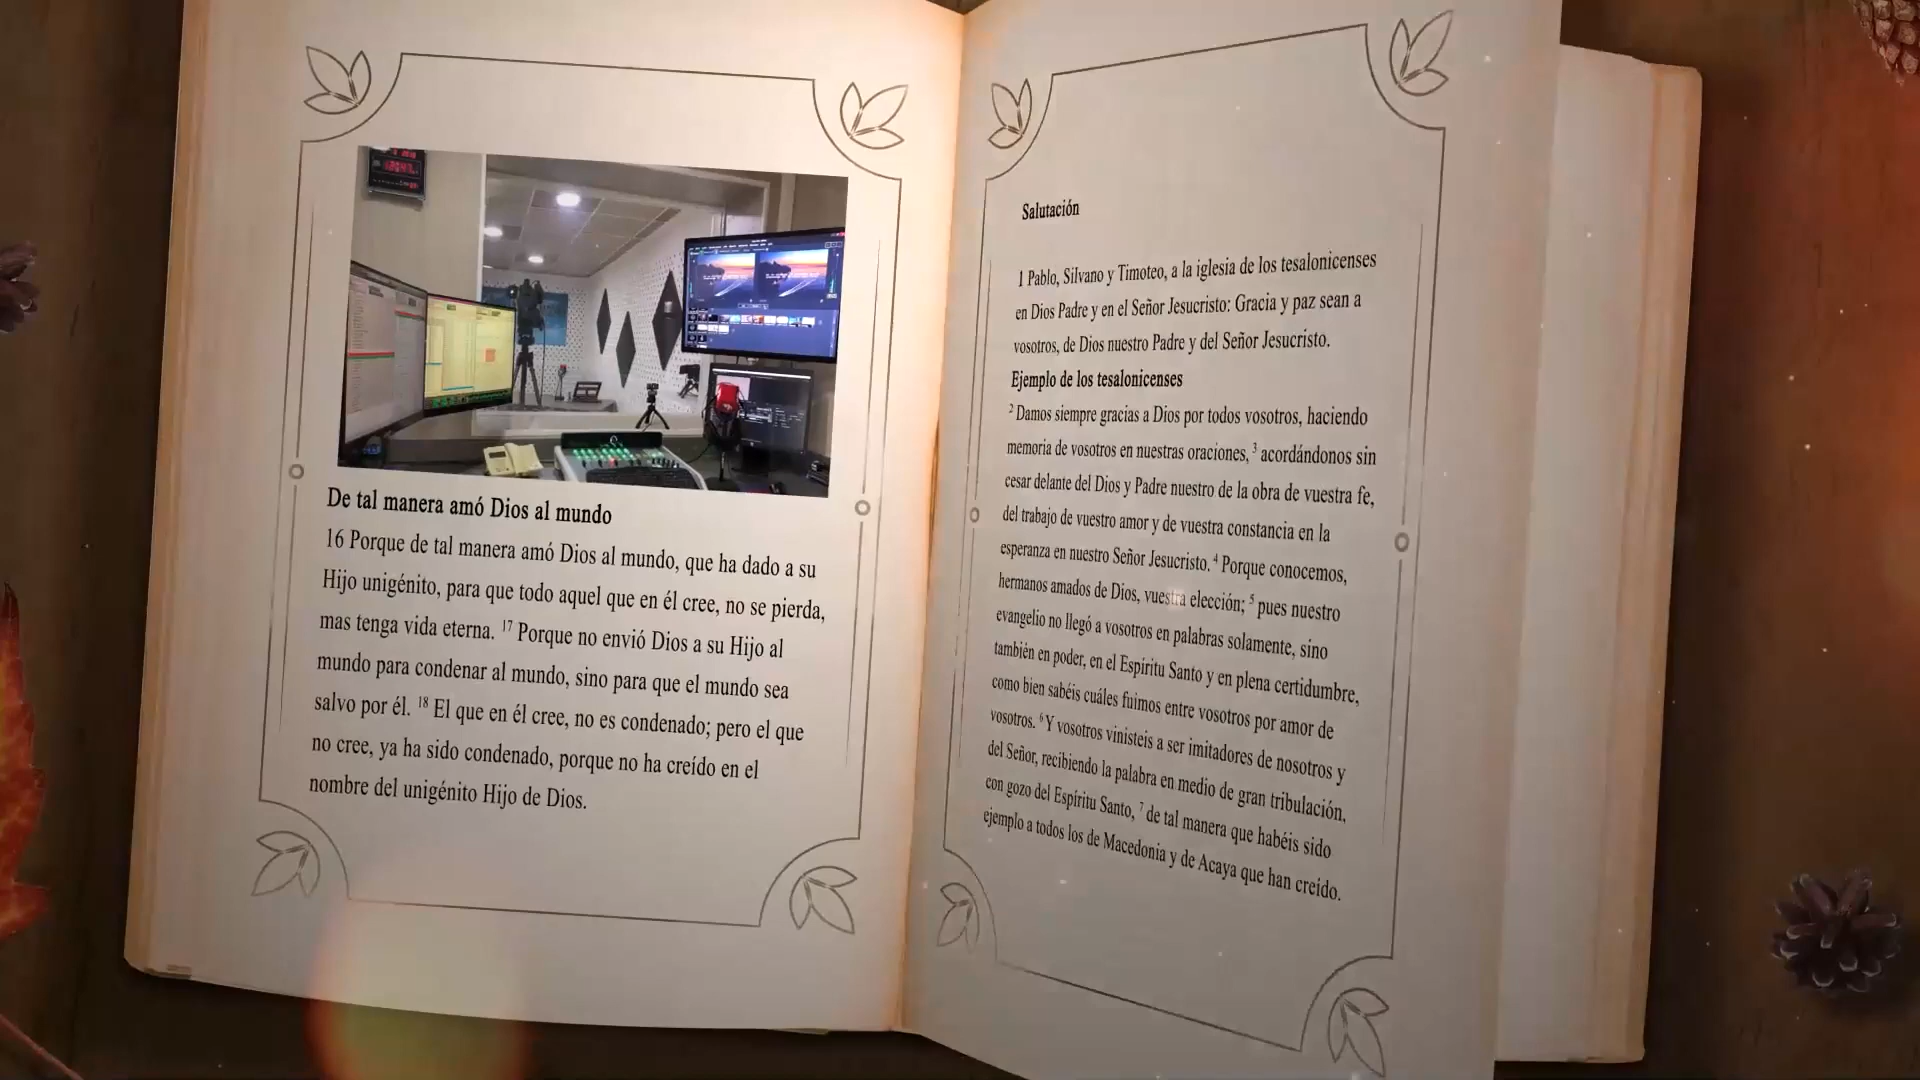 De tal manera amó Dios al mundo
16 Porque de tal manera amó Dios al mundo, que ha dado a su
Hijo unigénito, para que todo aquel que en él cree, no se pierda,
mas tenga vida eterna. 17 Porque no envió Dios a su Hijo al
mundo para condenar al mundo, sino para que el mundo sea
salvo por él. 18 El que en él cree, no es condenado; pero el que
no cree, ya ha sido condenado, porque no ha creído en el
nombre del unigénito Hijo de Dios.
Salutación
1 Pablo, Silvano y Timoteo, a la iglesia de los tesalonicenses
en Dios Padre y en el Señor Jesucristo: Gracia y paz sean a
vosotros, de Dios nuestro Padre y del Señor Jesucristo.
Ejemplo de los tesalonicenses
2 Damos siempre gracias a Dios por todos vosotros, haciendo
memoria de vosotros en nuestras oraciones, 3 acordándonos sin
cesar delante del Dios y Padre nuestro de la obra de vuestra fe,
del trabajo de vuestro amor y de vuestra constancia en la
esperanza en nuestro Señor Jesucristo. 4 Porque conocemos,
hermanos amados de Dios, vuestra elección; 5 pues nuestro
evangelio no llegó a vosotros en palabras solamente, sino
también en poder, en el Espíritu Santo y en plena certidumbre,
como bien sabéis cuáles fuimos entre vosotros por amor de
vosotros. 6 Y vosotros vinisteis a ser imitadores de nosotros y
del Señor, recibiendo la palabra en medio de gran tribulación,
con gozo del Espíritu Santo, 7 de tal manera que habéis sido
ejemplo a todos los de Macedonia y de Acaya que han creído.